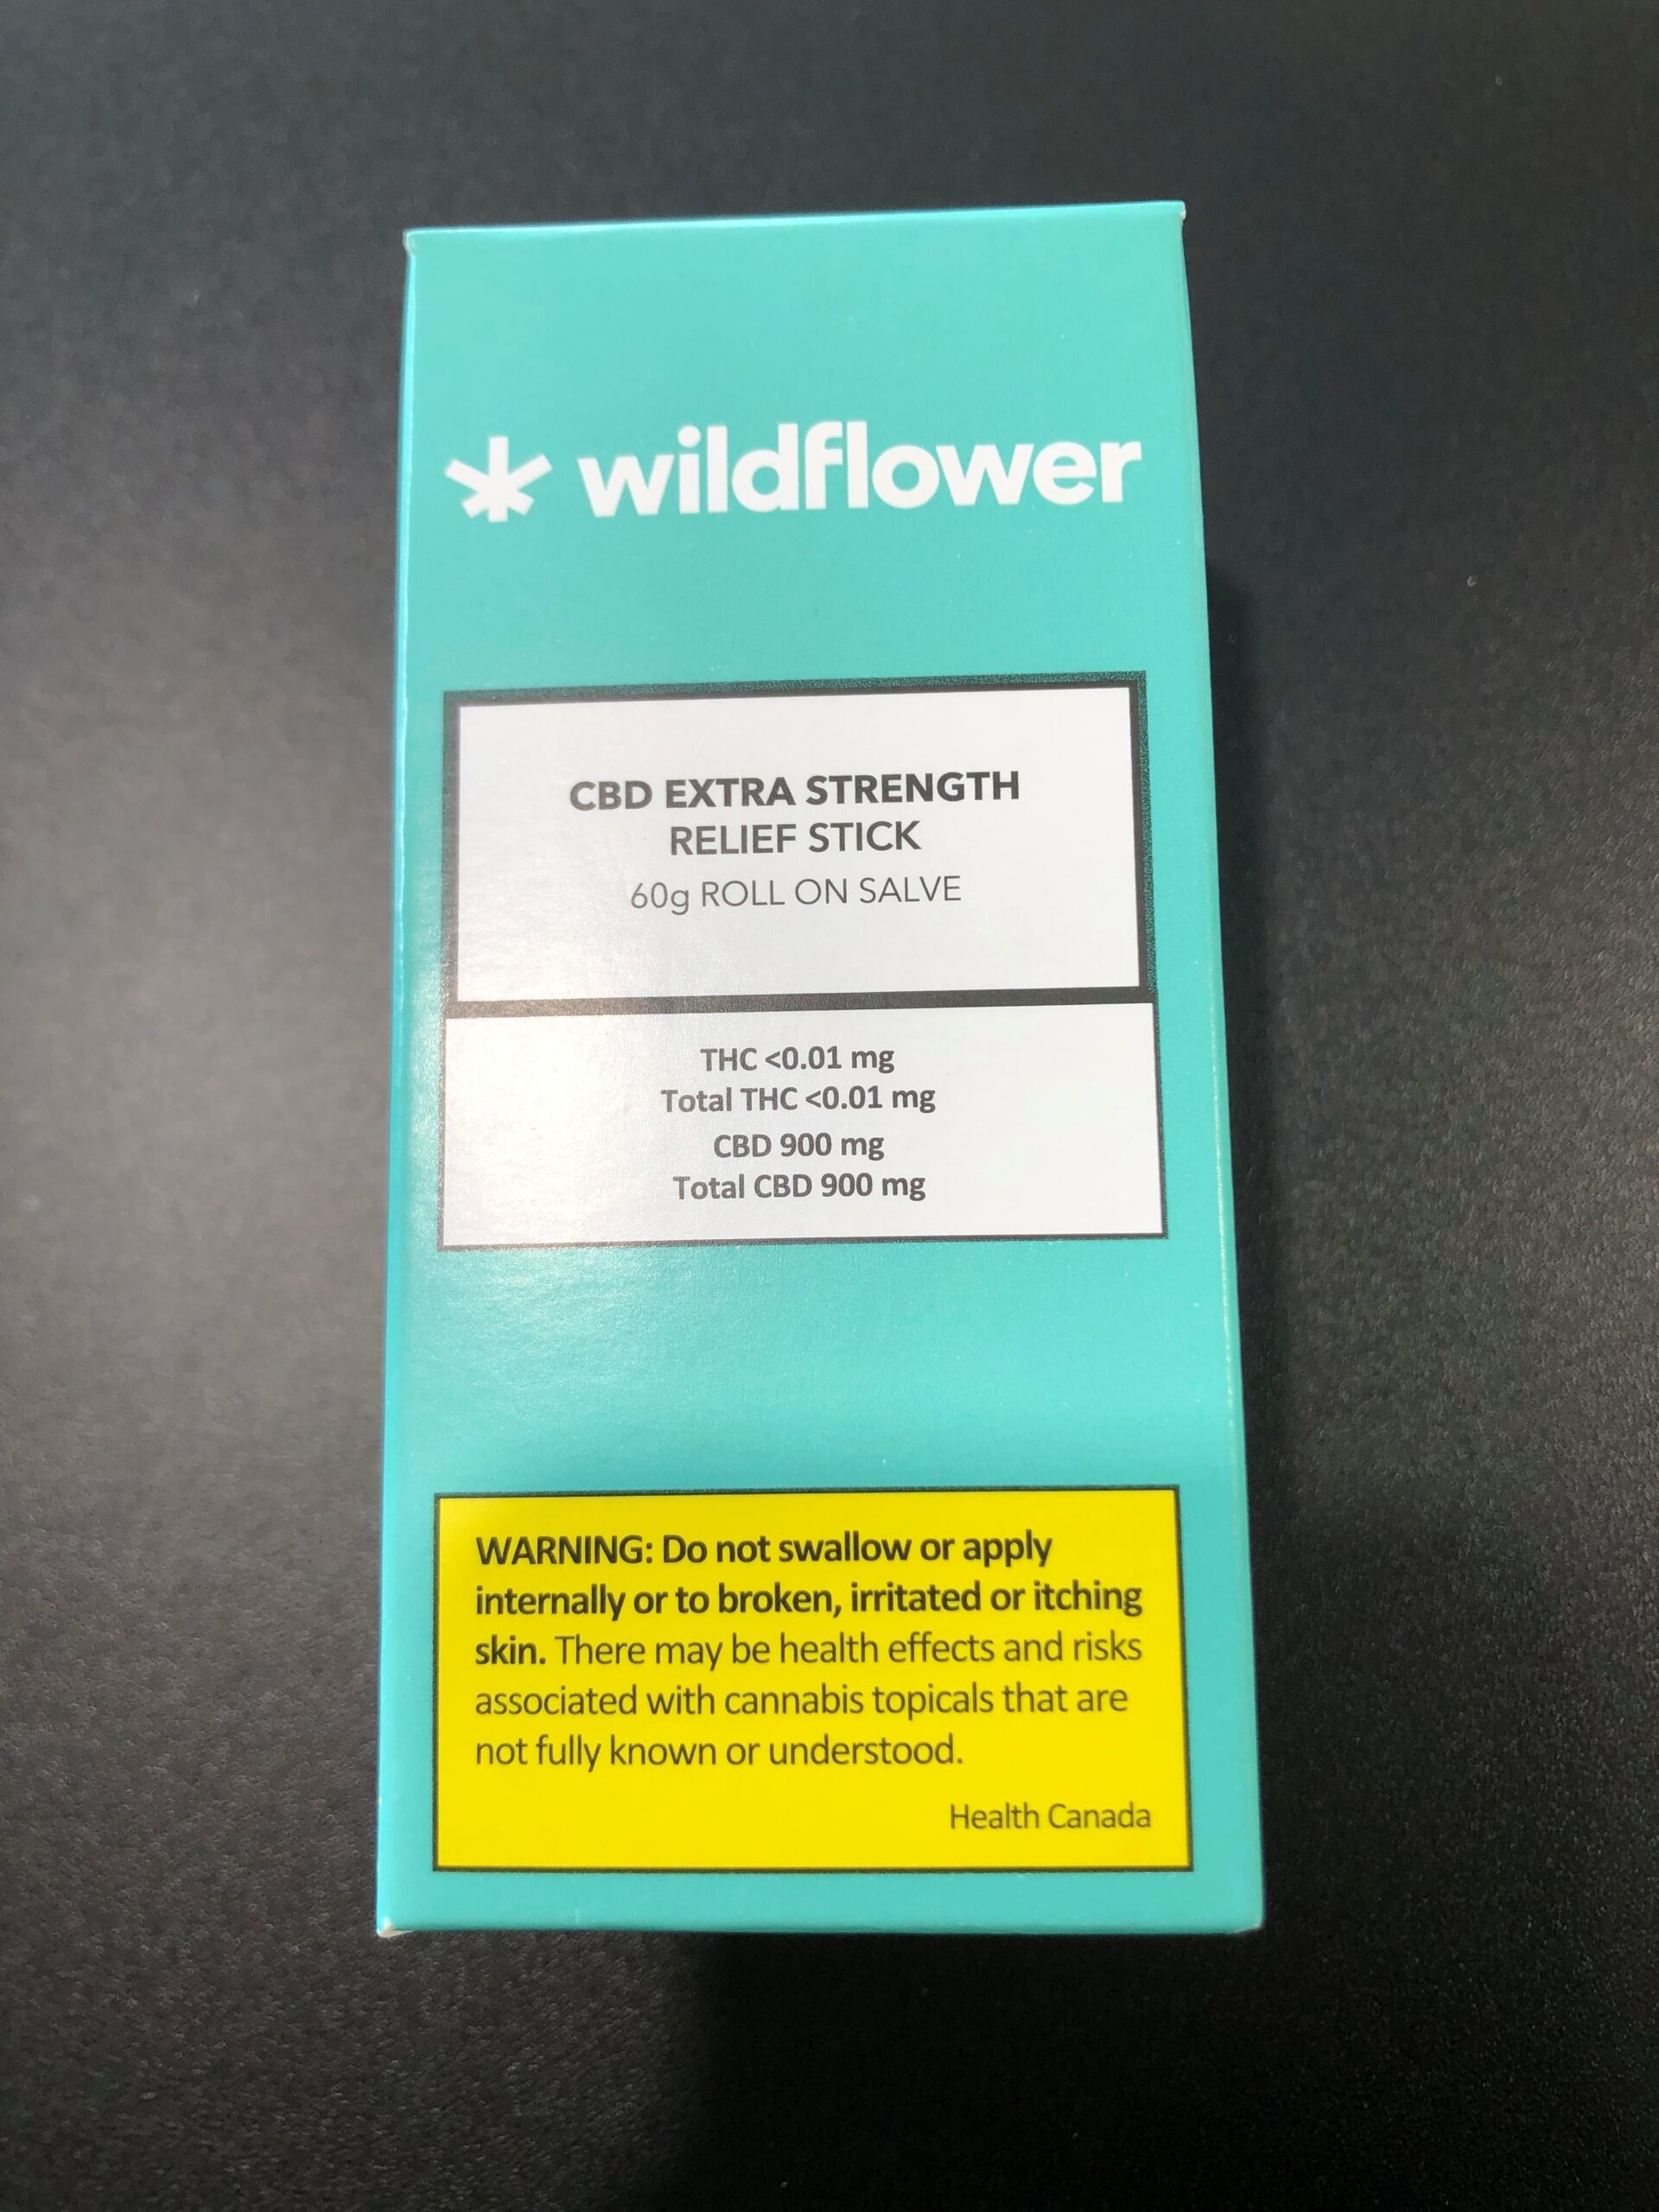 wildflower
CBD EXTRA STRENGTH
RELIEF STICK
60g ROLL ON SALVE
THC <0.01 mg
Total THC <0.01 mg
CBD 900 mg
Total CBD 900 mg
WARNING: Do not swallow or apply
internally or to broken, irritated or itching
skin. There may be health effects and risks
associated with cannabis topicals that are
not fully known or understood.
Health Canada